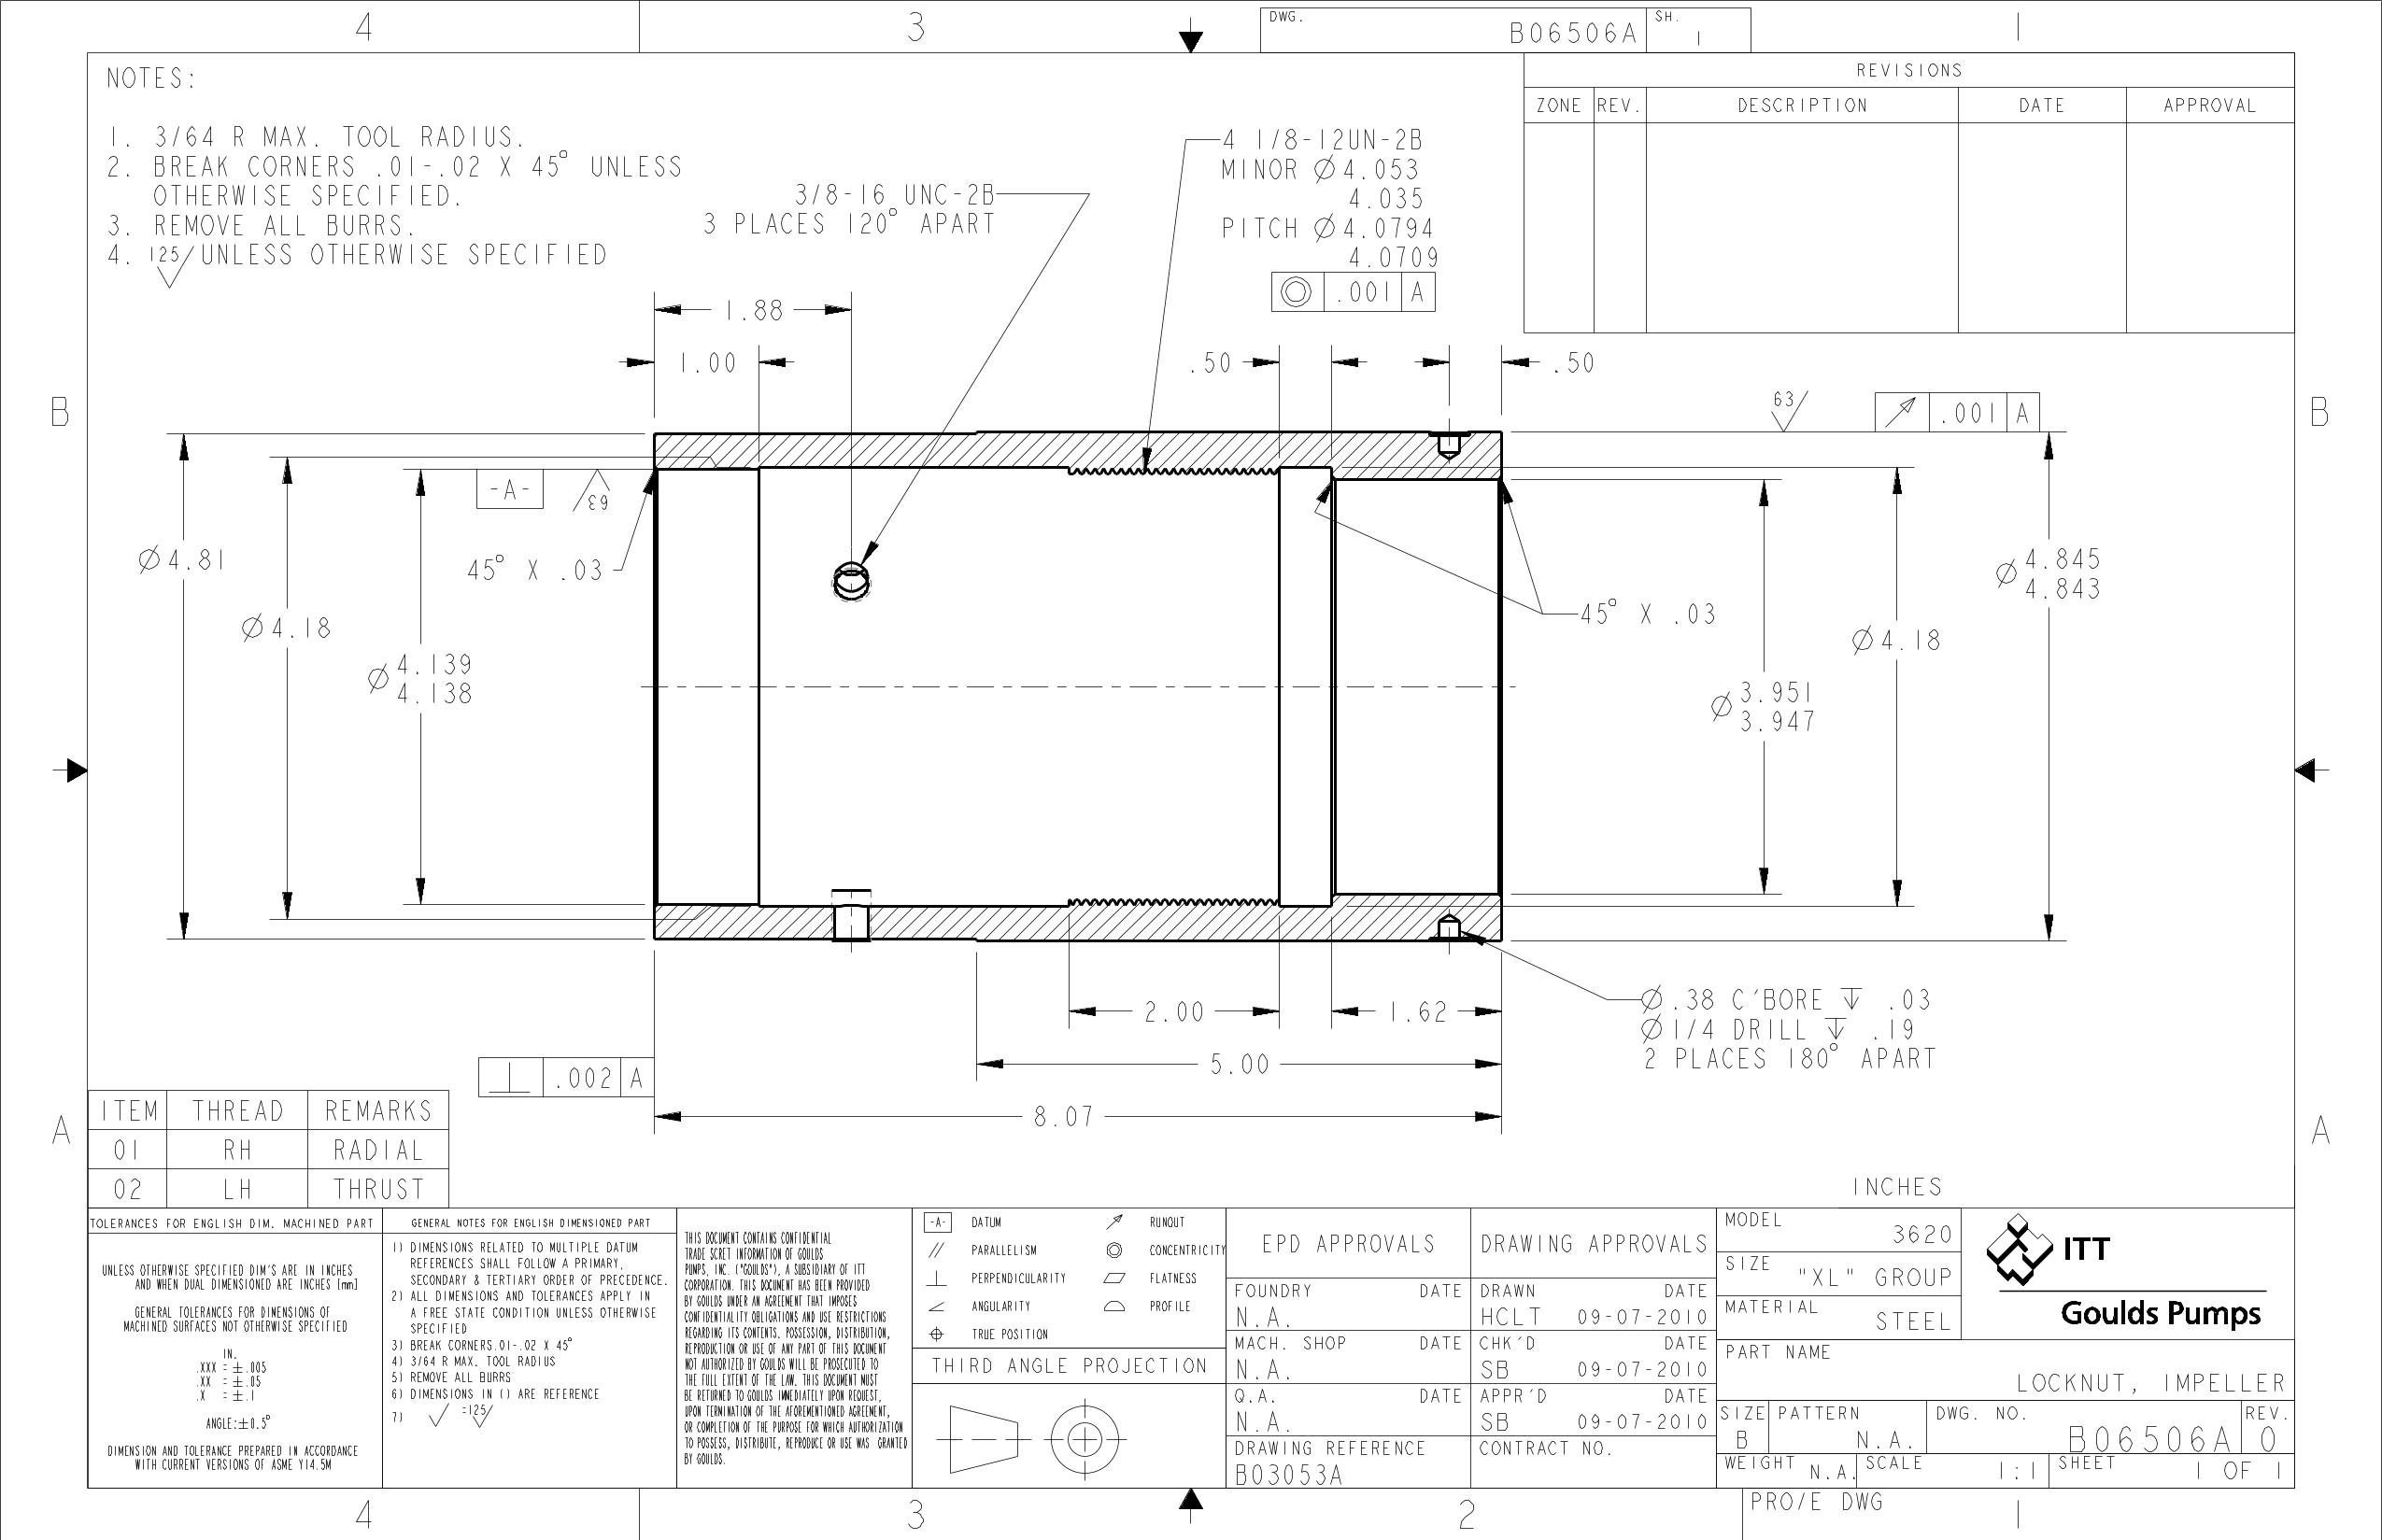 4
3
DWG.
B06506A
SH.
1
NOTES:
1. 3/64 R MAX. TOOL RADIUS.
2. BREAK CORNERS .01-.02 X 45° UNLESS
OTHERWISE SPECIFIED.
3. REMOVE ALL BURRS.
4. 125/ UNLESS OTHERWISE SPECIFIED
3/8-16 UNC-2B
3 PLACES 120° APART
4 1/8-12UN-2B
MINOR Ø 4.053
4.035
PITCH Ø 4.0794
4.0709
◎ .001 A
REVISIONS
ZONE REV. DESCRIPTION DATE APPROVAL
1.88
1.00
.50
.50
63
↗ .001 A
B
B
-A-
63
Ø 4.81
45° X .03
Ø 4.18
Ø 4.139
4.138
45° X .03
Ø 4.845
4.843
Ø 4.18
Ø 3.951
3.947
2.00
1.62
5.00
8.07
Ø .38 C'BORE ↧ .03
Ø 1/4 DRILL ↧ .19
2 PLACES 180° APART
⊥ .002 A
A
A
ITEM THREAD REMARKS
01 RH RADIAL
02 LH THRUST
INCHES
TOLERANCES FOR ENGLISH DIM. MACHINED PART
UNLESS OTHERWISE SPECIFIED DIM'S ARE IN INCHES
AND WHEN DUAL DIMENSIONED ARE INCHES [mm]
GENERAL TOLERANCES FOR DIMENSIONS OF
MACHINED SURFACES NOT OTHERWISE SPECIFIED
IN.
.XXX = ± .005
.XX = ± .05
.X = ± .1
ANGLE: ±0.5°
DIMENSION AND TOLERANCE PREPARED IN ACCORDANCE
WITH CURRENT VERSIONS OF ASME Y14.5M
GENERAL NOTES FOR ENGLISH DIMENSIONED PART
1) DIMENSIONS RELATED TO MULTIPLE DATUM
REFERENCES SHALL FOLLOW A PRIMARY,
SECONDARY & TERTIARY ORDER OF PRECEDENCE.
2) ALL DIMENSIONS AND TOLERANCES APPLY IN
A FREE STATE CONDITION UNLESS OTHERWISE
SPECIFIED
3) BREAK CORNERS.01-.02 X 45°
4) 3/64 R MAX. TOOL RADIUS
5) REMOVE ALL BURRS
6) DIMENSIONS IN () ARE REFERENCE
7) √ =125/
THIS DOCUMENT CONTAINS CONFIDENTIAL
TRADE SCRET INFORMATION OF GOULDS
PUMPS, INC. ("GOULDS"), A SUBSIDIARY OF ITT
CORPORATION. THIS DOCUMENT HAS BEEN PROVIDED
BY GOULDS UNDER AN AGREEMENT THAT IMPOSES
CONFIDENTIALITY OBLIGATIONS AND USE RESTRICTIONS
REGARDING ITS CONTENTS. POSSESSION, DISTRIBUTION,
REPRODUCTION OR USE OF ANY PART OF THIS DOCUMENT
NOT AUTHORIZED BY GOULDS WILL BE PROSECUTED TO
THE FULL EXTENT OF THE LAW. THIS DOCUMENT MUST
BE RETURNED TO GOULDS IMMEDIATELY UPON REQUEST,
UPON TERMINATION OF THE AFOREMENTIONED AGREEMENT,
OR COMPLETION OF THE PURPOSE FOR WHICH AUTHORIZATION
TO POSSESS, DISTRIBUTE, REPRODUCE OR USE WAS GRANTED
BY GOULDS.
-A- DATUM
PARALLELISM
PERPENDICULARITY
ANGULARITY
TRUE POSITION
RUNOUT
CONCENTRICITY
FLATNESS
PROFILE
THIRD ANGLE PROJECTION
EPD APPROVALS
FOUNDRY DATE
N.A.
MACH. SHOP DATE
N.A.
Q.A. DATE
N.A.
DRAWING REFERENCE
B03053A
DRAWING APPROVALS
DRAWN DATE
HCLT 09-07-2010
CHK'D DATE
SB 09-07-2010
APPR'D DATE
SB 09-07-2010
CONTRACT NO.
MODEL
3620
SIZE
"XL" GROUP
MATERIAL
STEEL
ITT
Goulds Pumps
PART NAME
LOCKNUT, IMPELLER
SIZE PATTERN DWG. NO. REV.
B N.A. B06506A 0
WEIGHT N.A. SCALE 1:1 SHEET 1 OF 1
4
3
2
PRO/E DWG
1